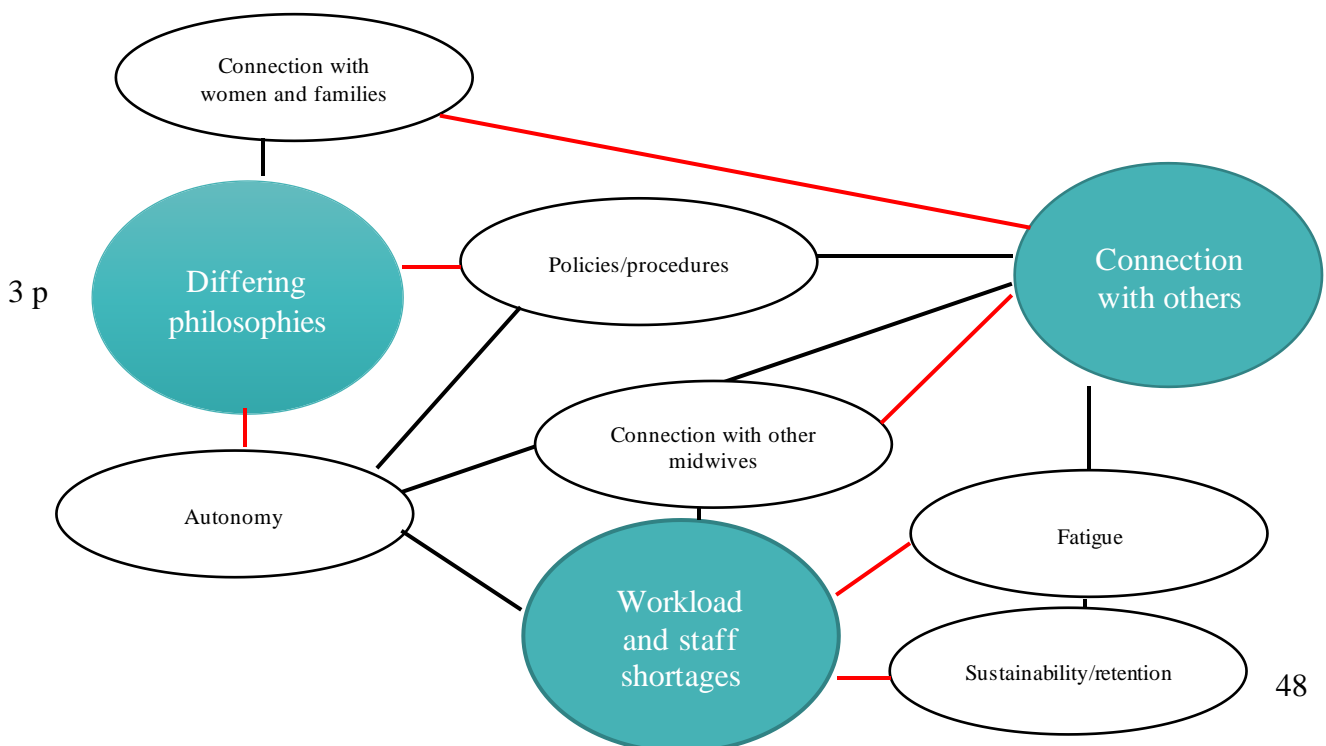 Connection with
women and families
Differing
philosophies
Policies/procedures
Connection
with others
3 p
Connection with other
midwives
Autonomy
Fatigue
Workload
and staff
shortages
Sustainability/retention
48